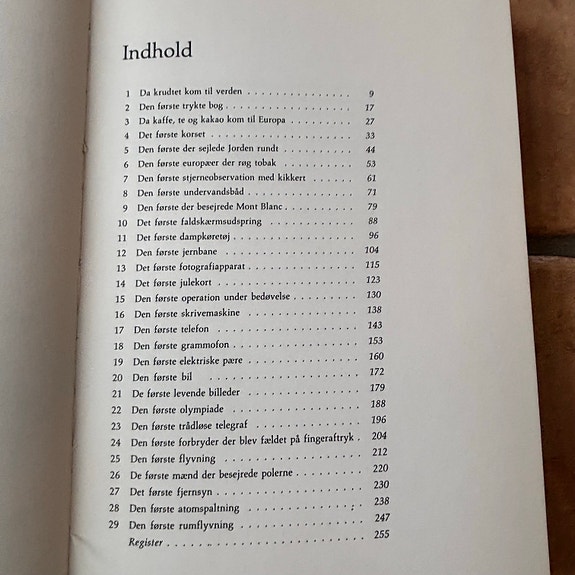 Indhold
1 Da krudtet kom til verden . . . . . . . . . . . . . . . 9
2 Den første trykte bog . . . . . . . . . . . . . . . . . . 17
3 Da kaffe, te og kakao kom til Europa . . . . . . . . . 27
4 Det første korset . . . . . . . . . . . . . . . . . . . . 33
5 Den første der sejlede Jorden rundt . . . . . . . . . . 44
6 Den første europæer der røg tobak . . . . . . . . . . 53
7 Den første stjerneobservation med kikkert . . . . . . . 61
8 Den første undervandsbåd . . . . . . . . . . . . . . . 71
9 Den første der besejrede Mont Blanc . . . . . . . . . . 79
10 Det første faldskærmsudspring . . . . . . . . . . . . . 88
11 Det første dampkøretøj . . . . . . . . . . . . . . . . . 96
12 Den første jernbane . . . . . . . . . . . . . . . . . . 104
13 Det første fotografiapparat . . . . . . . . . . . . . . . 115
14 Det første julekort . . . . . . . . . . . . . . . . . . . 123
15 Den første operation under bedøvelse . . . . . . . . . 130
16 Den første skrivemaskine . . . . . . . . . . . . . . . 138
17 Den første telefon . . . . . . . . . . . . . . . . . . . 143
18 Den første grammofon . . . . . . . . . . . . . . . . . 153
19 Den første elektriske pære . . . . . . . . . . . . . . . 160
20 Den første bil . . . . . . . . . . . . . . . . . . . . . 172
21 De første levende billeder . . . . . . . . . . . . . . . 179
22 Den første olympiade . . . . . . . . . . . . . . . . . 188
23 Den første trådløse telegraf . . . . . . . . . . . . . . 196
24 Den første forbryder der blev fældet på fingeraftryk . 204
25 Den første flyvning . . . . . . . . . . . . . . . . . . 212
26 De første mænd der besejrede polerne . . . . . . . . . 220
27 Det første fjernsyn . . . . . . . . . . . . . . . . . . . 230
28 Den første atomspaltning . . . . . . . . . . . . . . . 238
29 Den første rumflyvning . . . . . . . . . . . . . . . . 247
Register . . . . . . . . . . . . . . . . . . . . . . . . 255